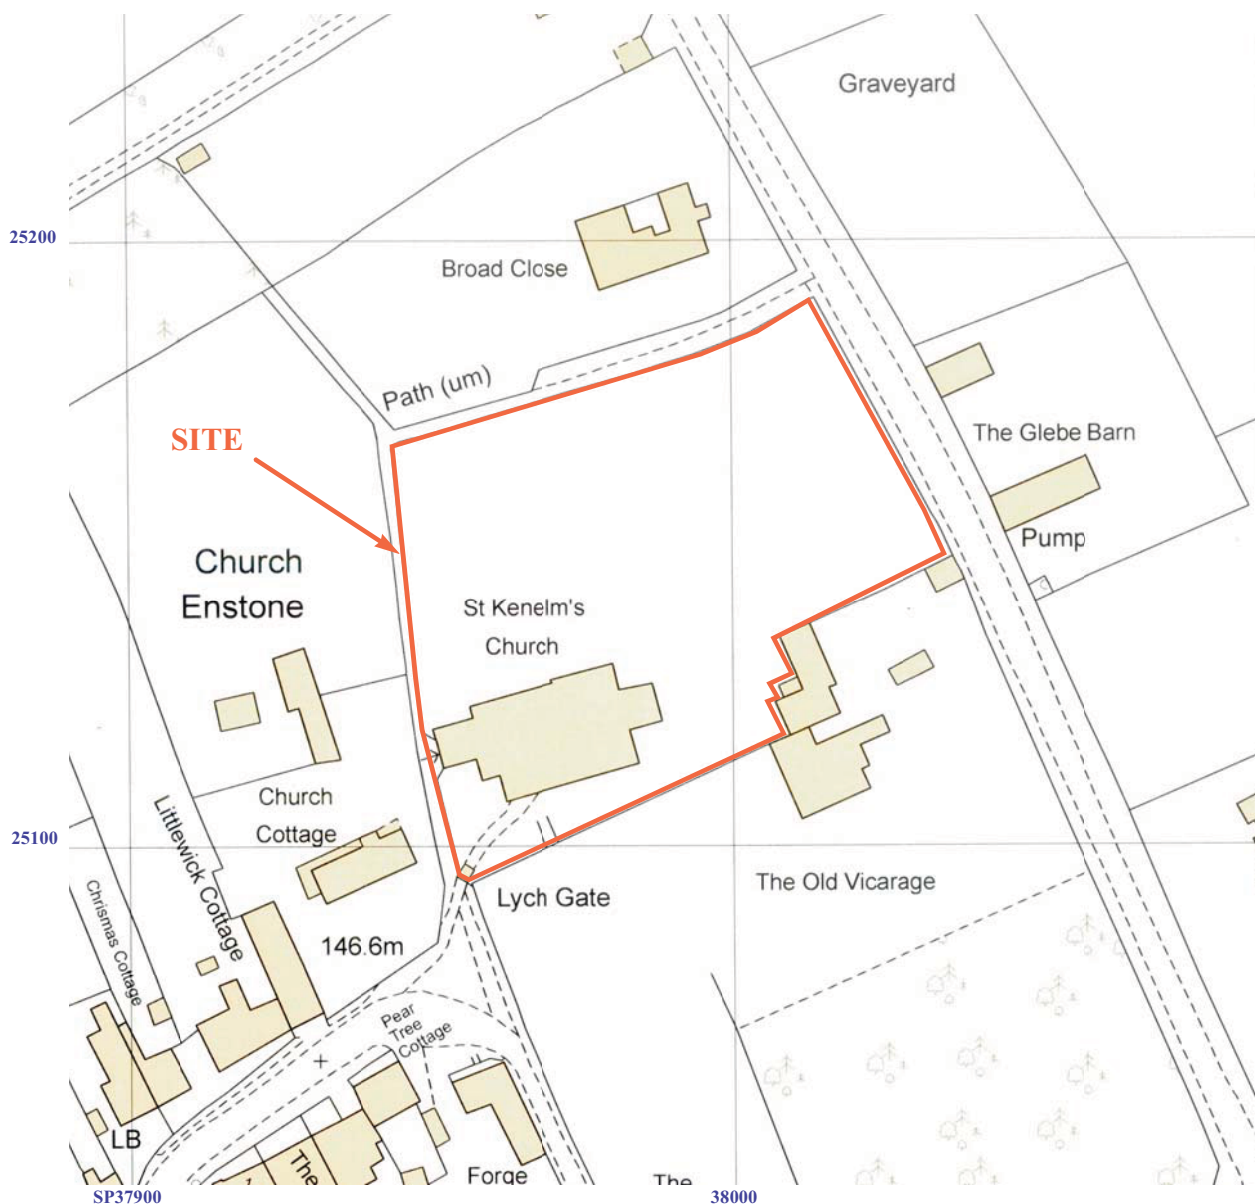 Graveyard
25200
Broad Close
Path (um)
SITE
The Glebe Barn
Pump
Church
Enstone
St Kenelm's
Church
Church
Cottage
Littlewick Cottage
25100
Chrismas Cottage
The Old Vicarage
Lych Gate
146.6m
Pear
Tree
Cottage
LB
The
Forge
The
SP37900
38000